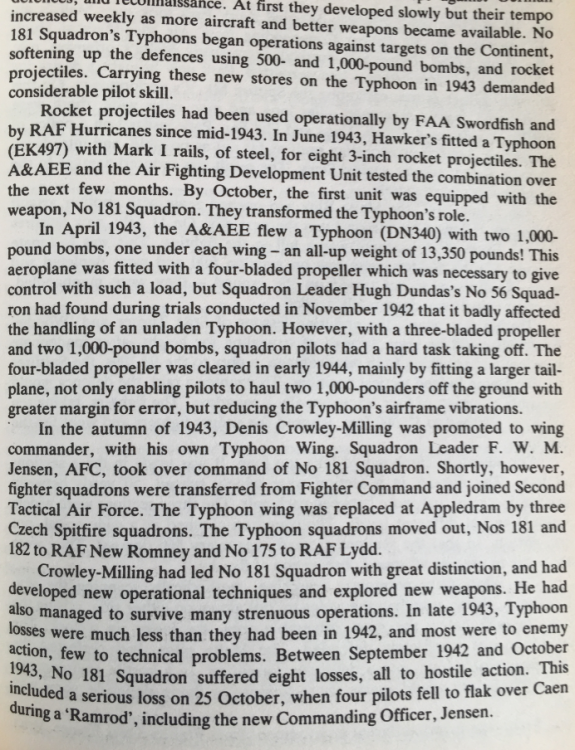 defences, and reconnaissance. At first they developed slowly but their tempo
increased weekly as more aircraft and better weapons became available. No
181 Squadron's Typhoons began operations against targets on the Continent,
softening up the defences using 500- and 1,000-pound bombs, and rocket
projectiles. Carrying these new stores on the Typhoon in 1943 demanded
considerable pilot skill.
Rocket projectiles had been used operationally by FAA Swordfish and
by RAF Hurricanes since mid-1943. In June 1943, Hawker's fitted a Typhoon
(EK497) with Mark I rails, of steel, for eight 3-inch rocket projectiles. The
A&AEE and the Air Fighting Development Unit tested the combination over
the next few months. By October, the first unit was equipped with the
weapon, No 181 Squadron. They transformed the Typhoon's role.
In April 1943, the A&AEE flew a Typhoon (DN340) with two 1,000-
pound bombs, one under each wing – an all-up weight of 13,350 pounds! This
aeroplane was fitted with a four-bladed propeller which was necessary to give
control with such a load, but Squadron Leader Hugh Dundas's No 56 Squad-
ron had found during trials conducted in November 1942 that it badly affected
the handling of an unladen Typhoon. However, with a three-bladed propeller
and two 1,000-pound bombs, squadron pilots had a hard task taking off. The
four-bladed propeller was cleared in early 1944, mainly by fitting a larger tail-
plane, not only enabling pilots to haul two 1,000-pounders off the ground with
greater margin for error, but reducing the Typhoon's airframe vibrations.
In the autumn of 1943, Denis Crowley-Milling was promoted to wing
commander, with his own Typhoon Wing. Squadron Leader F. W. M.
Jensen, AFC, took over command of No 181 Squadron. Shortly, however,
fighter squadrons were transferred from Fighter Command and joined Second
Tactical Air Force. The Typhoon wing was replaced at Appledram by three
Czech Spitfire squadrons. The Typhoon squadrons moved out, Nos 181 and
182 to RAF New Romney and No 175 to RAF Lydd.
Crowley-Milling had led No 181 Squadron with great distinction, and had
developed new operational techniques and explored new weapons. He had
also managed to survive many strenuous operations. In late 1943, Typhoon
losses were much less than they had been in 1942, and most were to enemy
action, few to technical problems. Between September 1942 and October
1943, No 181 Squadron suffered eight losses, all to hostile action. This
included a serious loss on 25 October, when four pilots fell to flak over Caen
during a 'Ramrod', including the new Commanding Officer, Jensen.